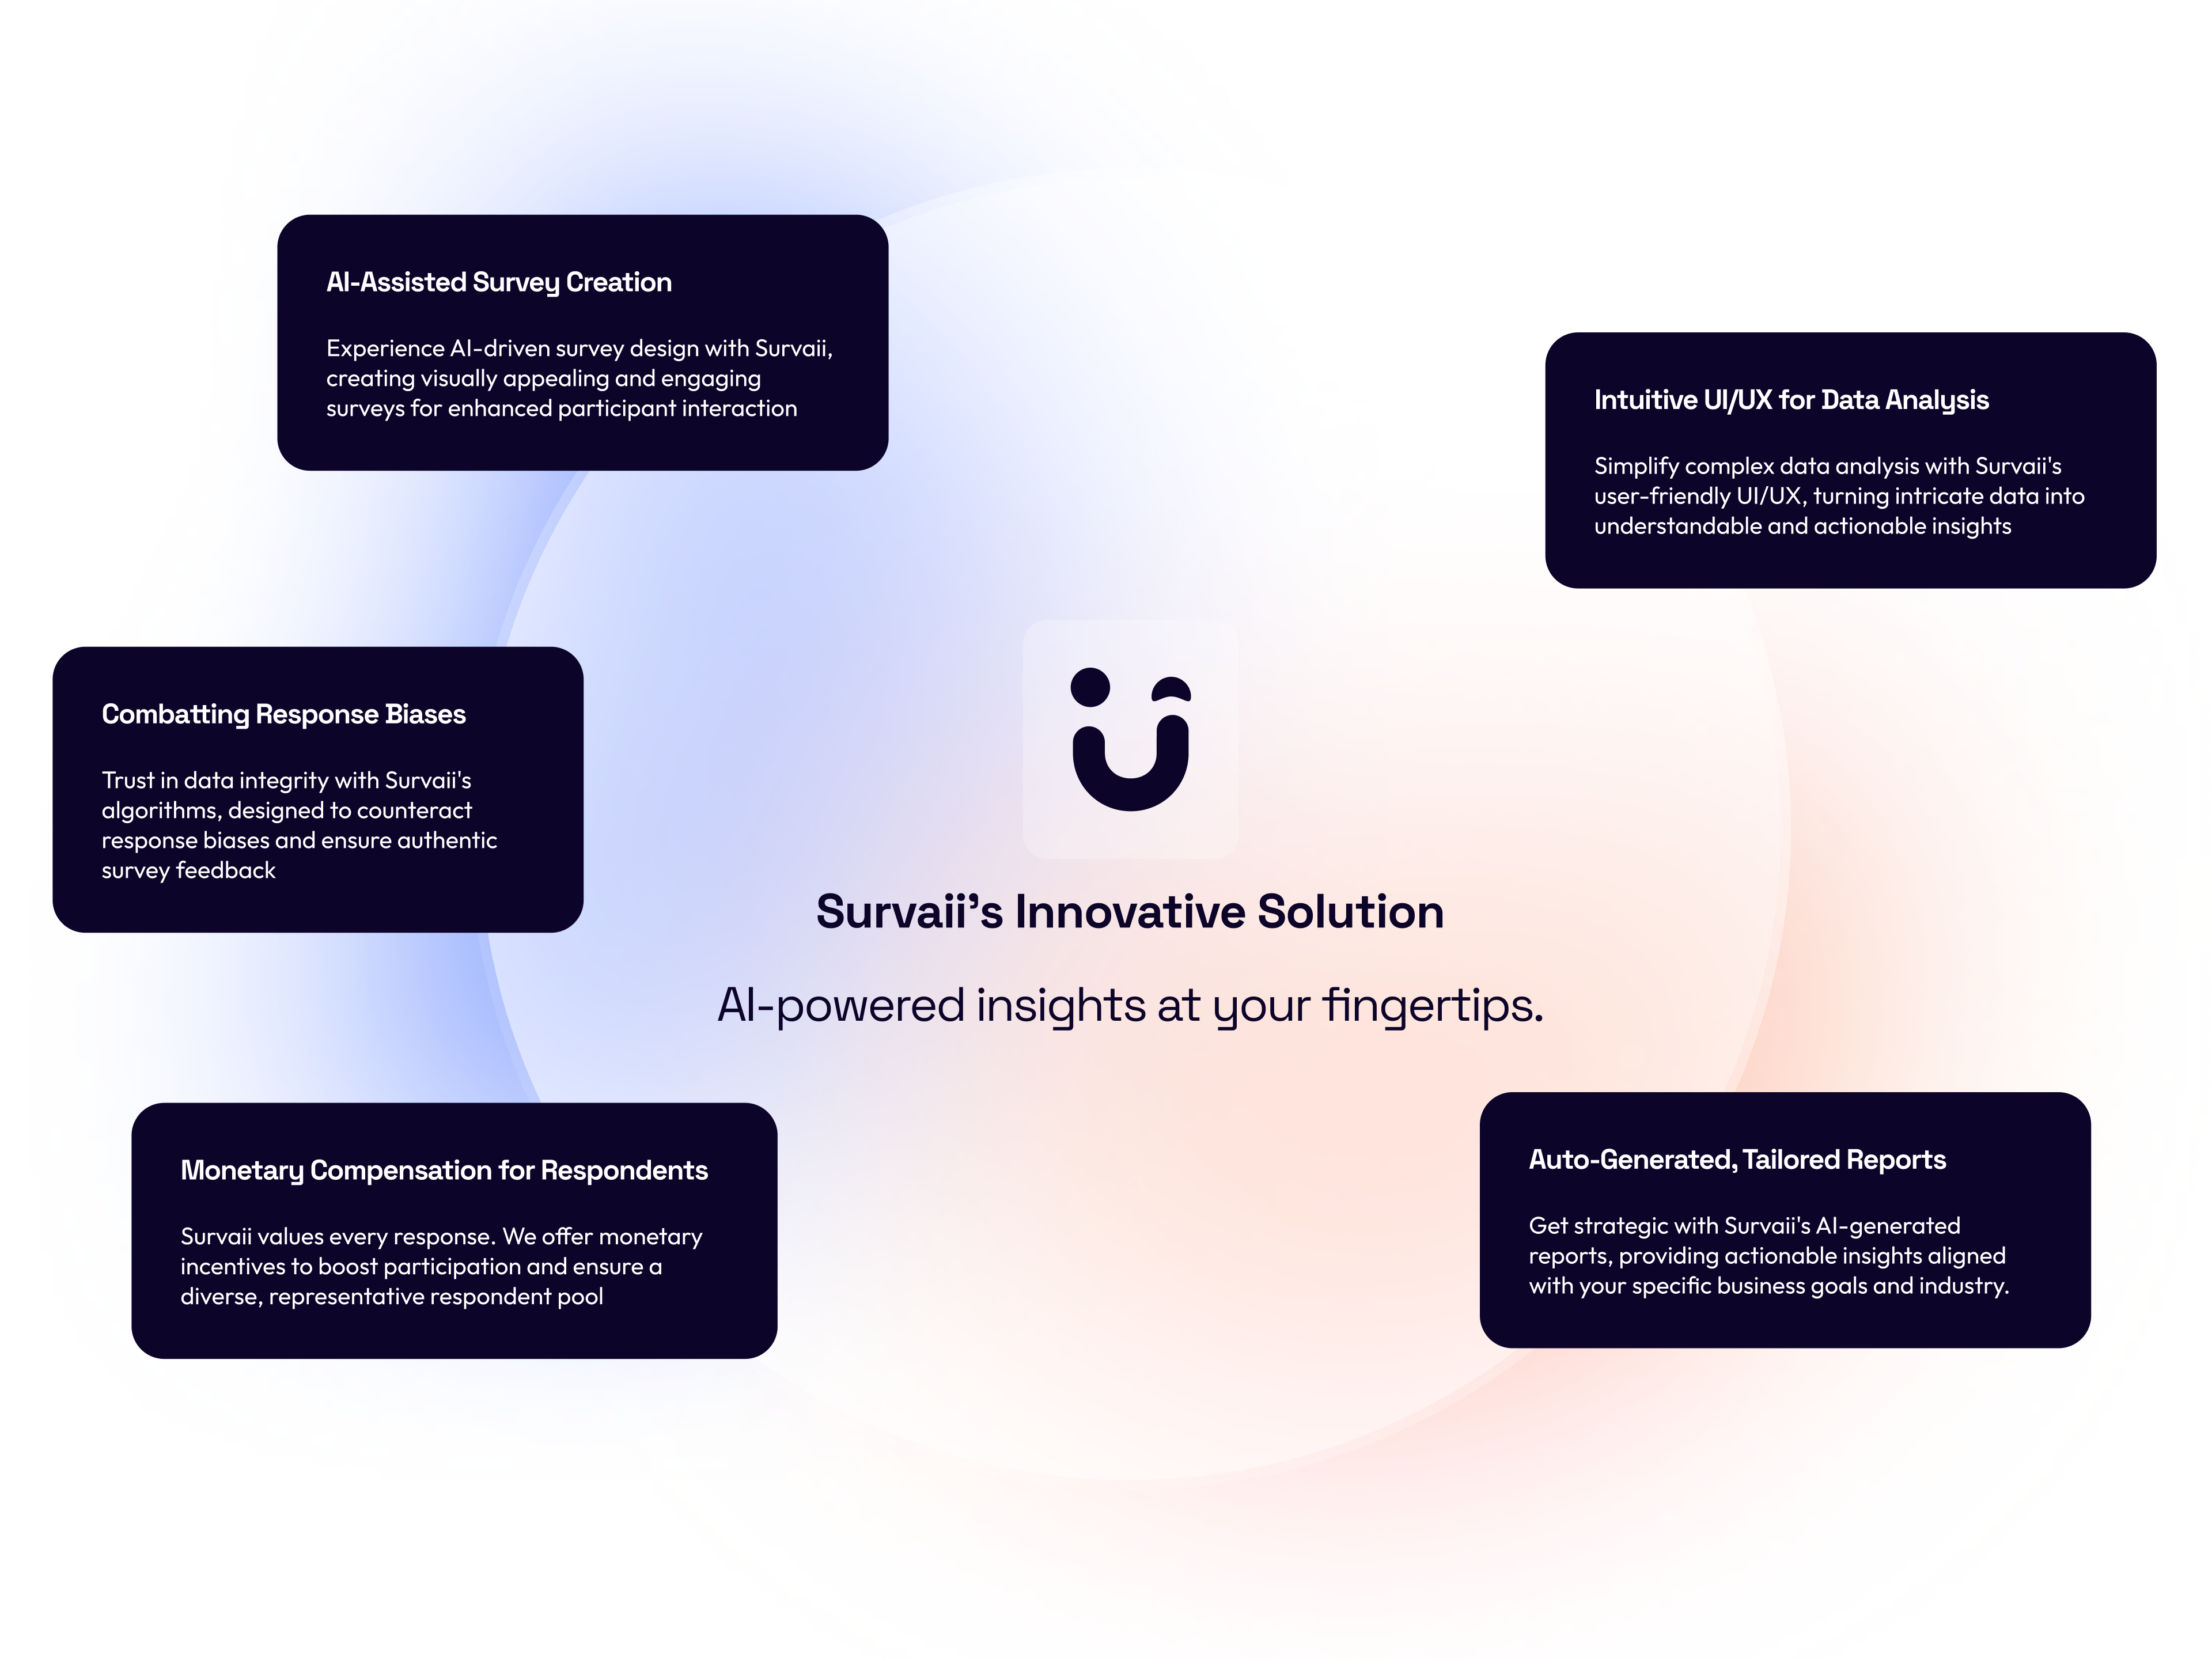 AI-Assisted Survey Creation
Experience AI-driven survey design with Survaii,
creating visually appealing and engaging
surveys for enhanced participant interaction
Intuitive UI/UX for Data Analysis
Simplify complex data analysis with Survaii's
user-friendly UI/UX, turning intricate data into
understandable and actionable insights
Combatting Response Biases
Trust in data integrity with Survaii's
algorithms, designed to counteract
response biases and ensure authentic
survey feedback
Survaii’s Innovative Solution
AI-powered insights at your fingertips.
Monetary Compensation for Respondents
Survaii values every response. We offer monetary
incentives to boost participation and ensure a
diverse, representative respondent pool
Auto-Generated, Tailored Reports
Get strategic with Survaii's AI-generated
reports, providing actionable insights aligned
with your specific business goals and industry.